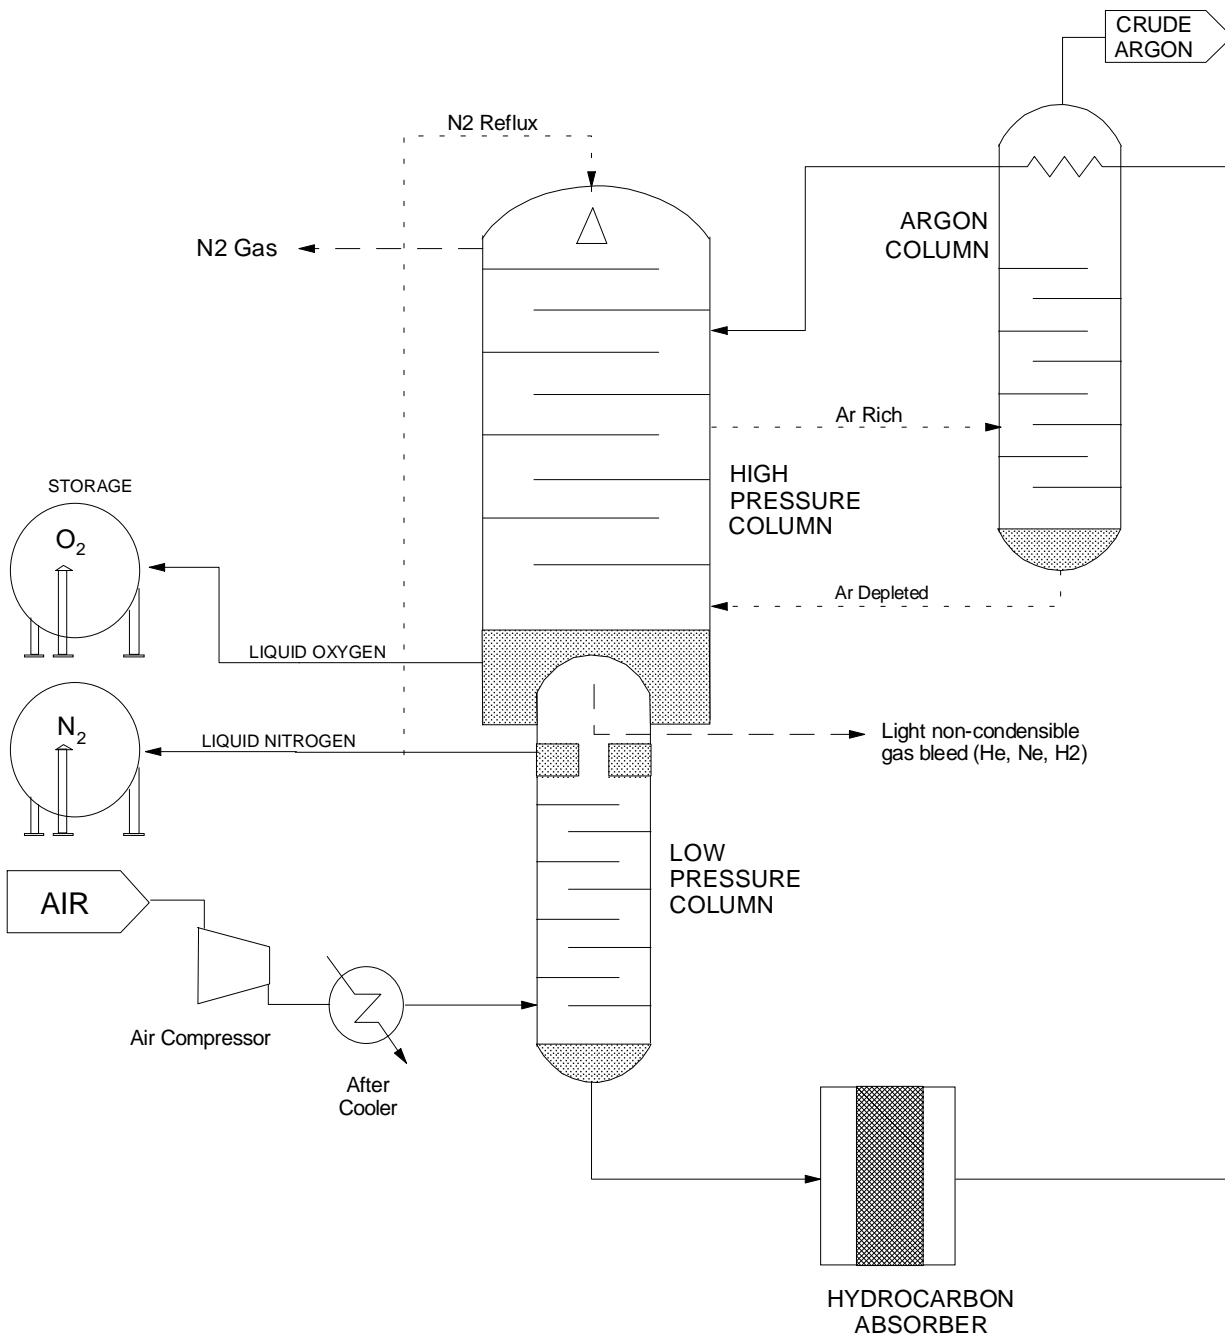 CRUDE
ARGON
N2 Reflux
N2 Gas
ARGON
COLUMN
Ar Rich
HIGH
PRESSURE
COLUMN
STORAGE
O2
Ar Depleted
LIQUID OXYGEN
N2
LIQUID NITROGEN
Light non-condensible
gas bleed (He, Ne, H2)
LOW
PRESSURE
COLUMN
AIR
Air Compressor
After
Cooler
HYDROCARBON
ABSORBER